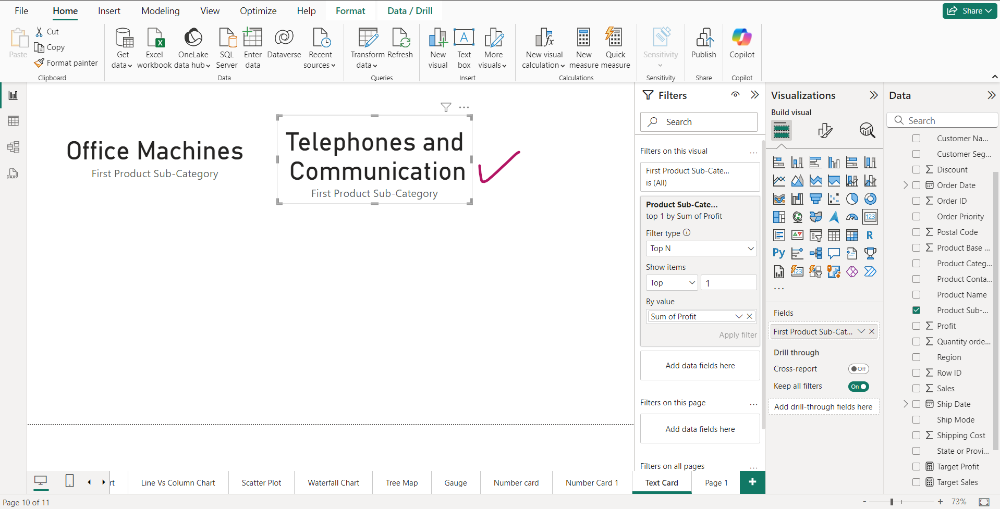 File Home Insert Modeling View Optimize Help Format Data / Drill Share
Paste Cut Copy Format painter
Clipboard
Get data Excel workbook OneLake data hub SQL Server Enter data Dataverse Recent sources
Data
Transform data Refresh
Queries
New visual Text box More visuals
Insert
New visual calculation New measure Quick measure
Calculations
Sensitivity
Sensitivity
Publish
Share
Copilot
Copilot
DAX
Office Machines
First Product Sub-Category
Telephones and
Communication
First Product Sub-Category
Filters
Search
Filters on this visual ...
First Product Sub-Cate...
is (All)
Product Sub-Cate...
top 1 by Sum of Profit
Filter type
Top N
Show items
Top 1
By value
Sum of Profit
Apply filter
Add data fields here
Filters on this page ...
Add data fields here
Filters on all pages ...
Visualizations
Build visual
123
R
Py
123
...
Fields
First Product Sub-Cat...
Drill through
Cross-report Off
Keep all filters On
Add drill-through fields here
Data
Search
Customer Na...
Customer Seg...
Discount
Order Date
Order ID
Order Priority
Postal Code
Product Base ...
Product Categ...
Product Conta...
Product Name
Product Sub-...
Profit
Quantity orde...
Region
Row ID
Sales
Ship Date
Ship Mode
Shipping Cost
State or Provi...
Target Profit
Target Sales
rt Line Vs Column Chart Scatter Plot Waterfall Chart Tree Map Gauge Number card Number Card 1 Text Card Page 1 +
Page 10 of 11 - + 73%